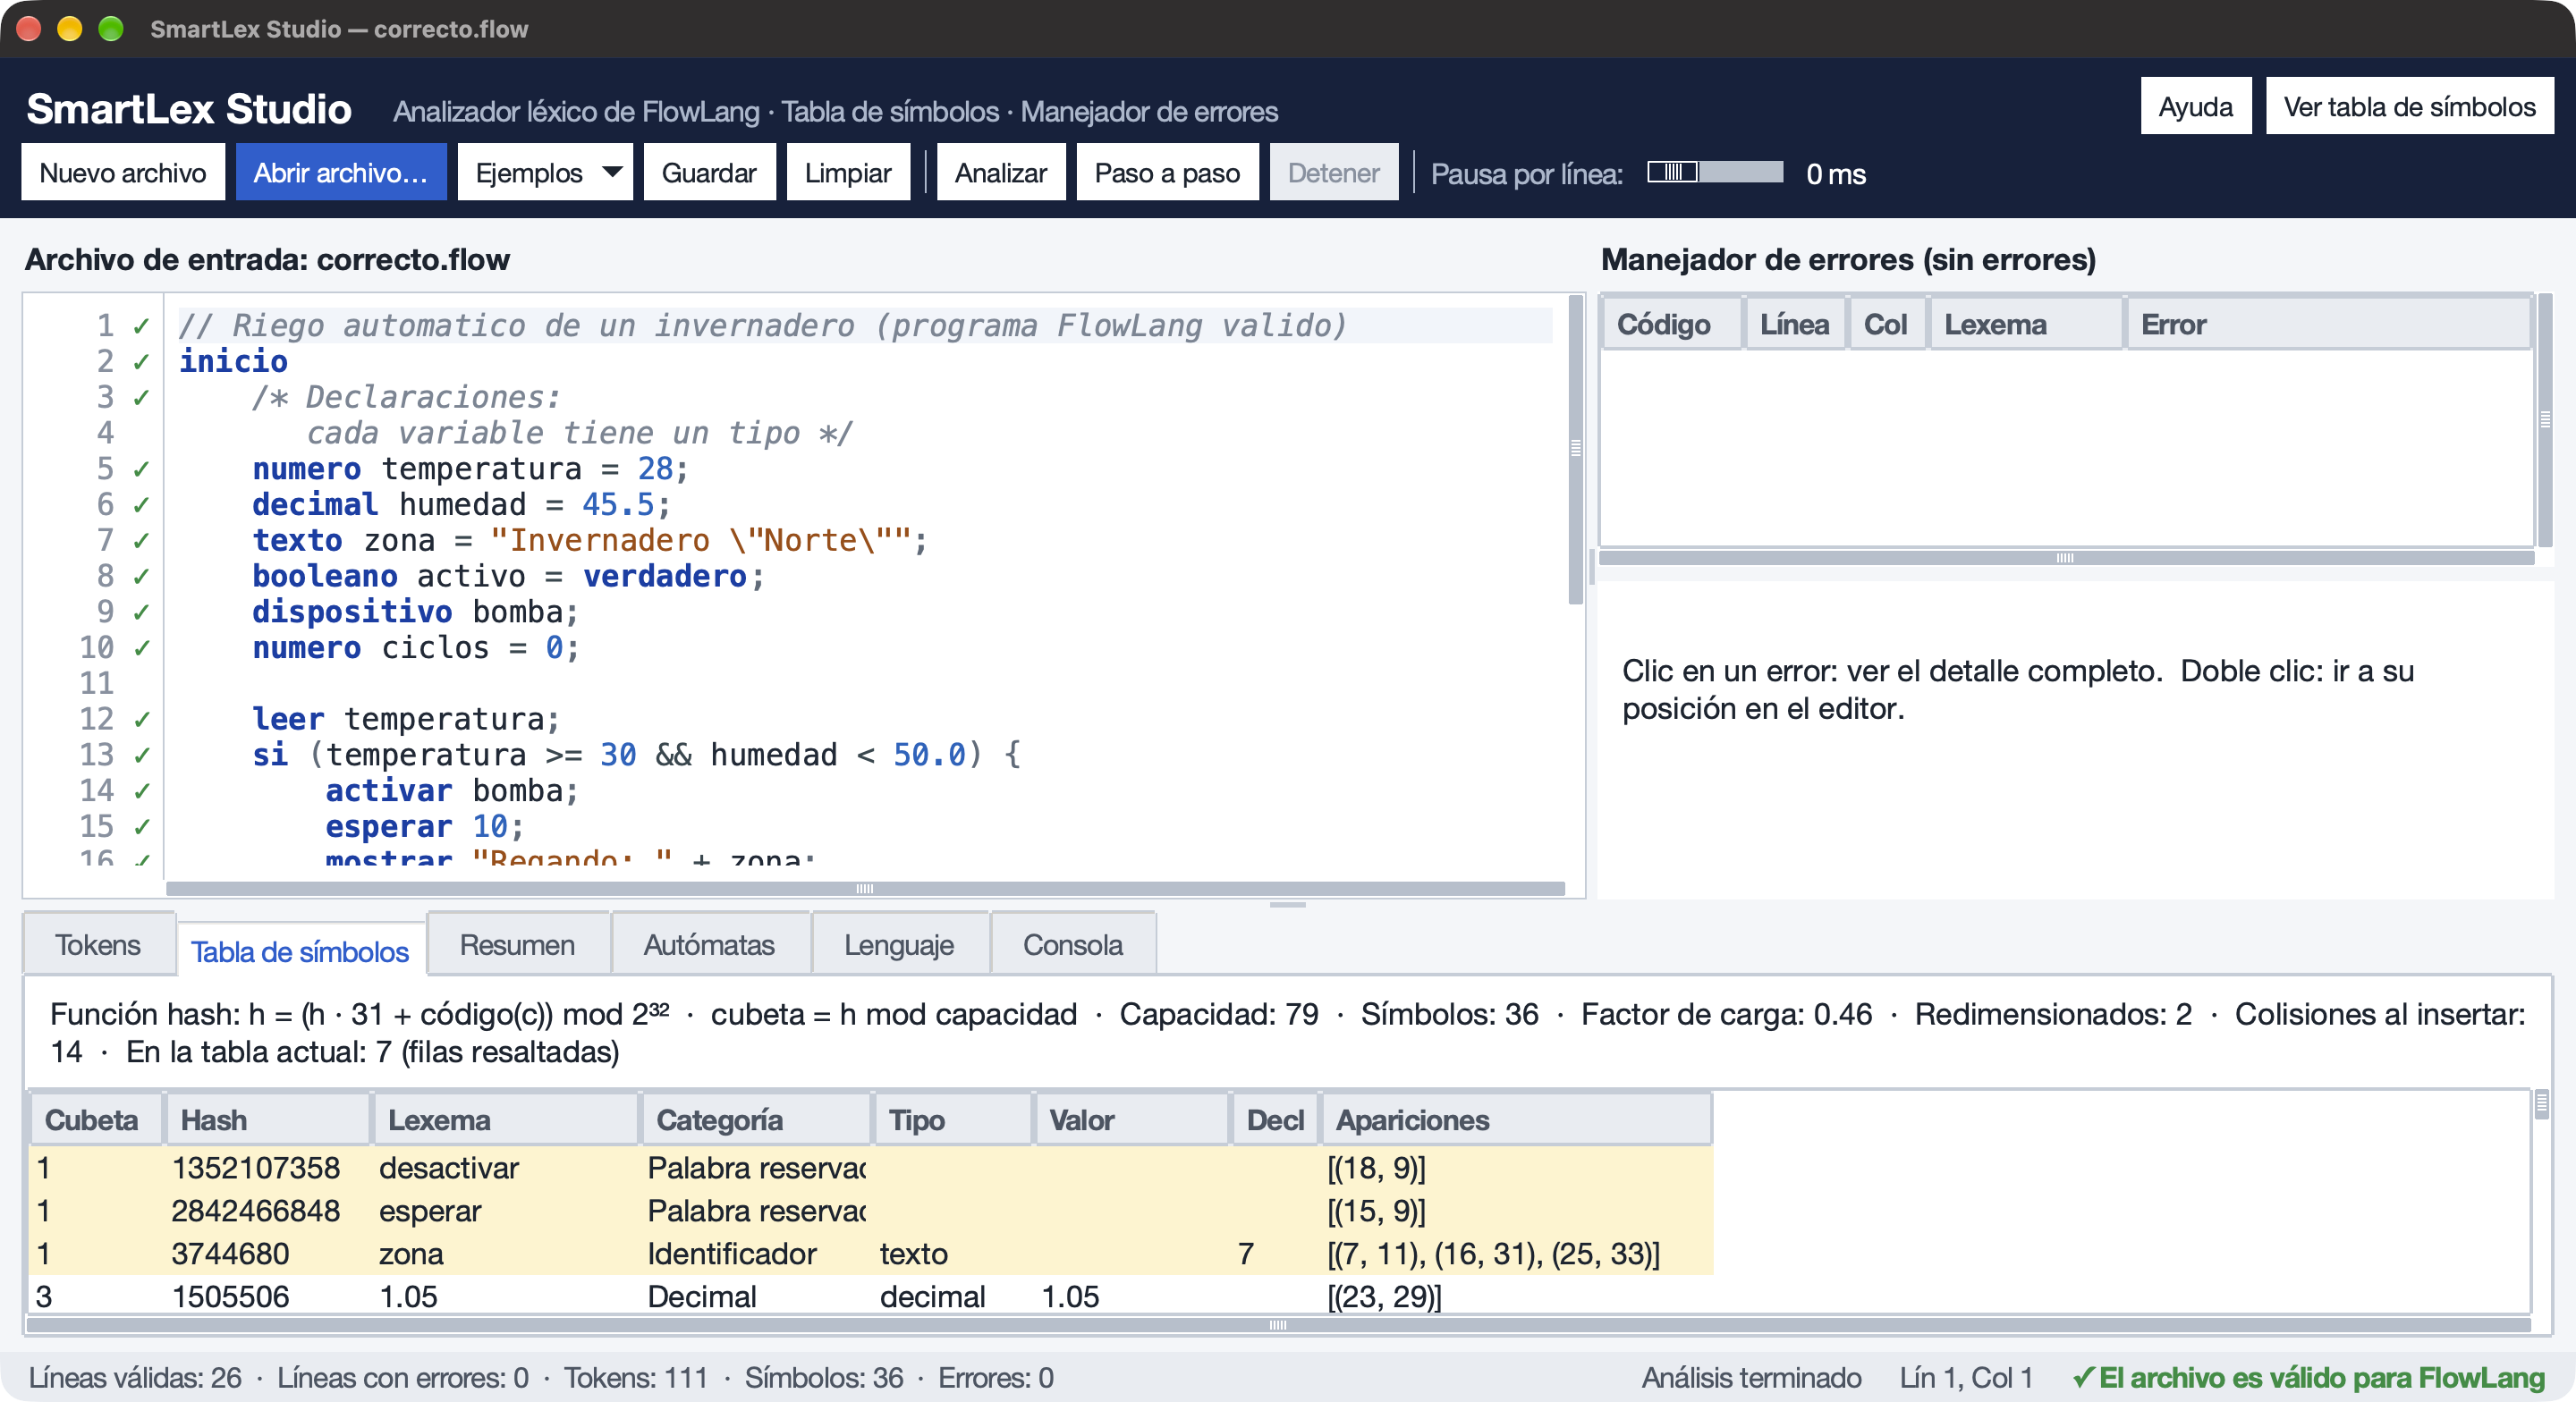 SmartLex Studio — correcto.flow
SmartLex Studio Analizador léxico de FlowLang · Tabla de símbolos · Manejador de errores Ayuda Ver tabla de símbolos
Nuevo archivo Abrir archivo... Ejemplos Guardar Limpiar Analizar Paso a paso Detener Pausa por línea: 0 ms
Archivo de entrada: correcto.flow
1 ✓ // Riego automatico de un invernadero (programa FlowLang valido)
2 ✓ inicio
3 ✓ /* Declaraciones:
4 cada variable tiene un tipo */
5 ✓ numero temperatura = 28;
6 ✓ decimal humedad = 45.5;
7 ✓ texto zona = "Invernadero \"Norte\"";
8 ✓ booleano activo = verdadero;
9 ✓ dispositivo bomba;
10 ✓ numero ciclos = 0;
11
12 ✓ leer temperatura;
13 ✓ si (temperatura >= 30 && humedad < 50.0) {
14 ✓ activar bomba;
15 ✓ esperar 10;
16 ✓ mostrar "Regando: " + zona;
Manejador de errores (sin errores)
Código Línea Col Lexema Error
Clic en un error: ver el detalle completo. Doble clic: ir a su
posición en el editor.
Tokens Tabla de símbolos Resumen Autómatas Lenguaje Consola
Función hash: h = (h · 31 + código(c)) mod 2³² · cubeta = h mod capacidad · Capacidad: 79 · Símbolos: 36 · Factor de carga: 0.46 · Redimensionados: 2 · Colisiones al insertar:
14 · En la tabla actual: 7 (filas resaltadas)
Cubeta Hash Lexema Categoría Tipo Valor Decl Apariciones
1 1352107358 desactivar Palabra reservac [(18, 9)]
1 2842466848 esperar Palabra reservac [(15, 9)]
1 3744680 zona Identificador texto 7 [(7, 11), (16, 31), (25, 33)]
3 1505506 1.05 Decimal decimal 1.05 [(23, 29)]
Líneas válidas: 26 · Líneas con errores: 0 · Tokens: 111 · Símbolos: 36 · Errores: 0 Análisis terminado Lín 1, Col 1 ✓ El archivo es válido para FlowLang